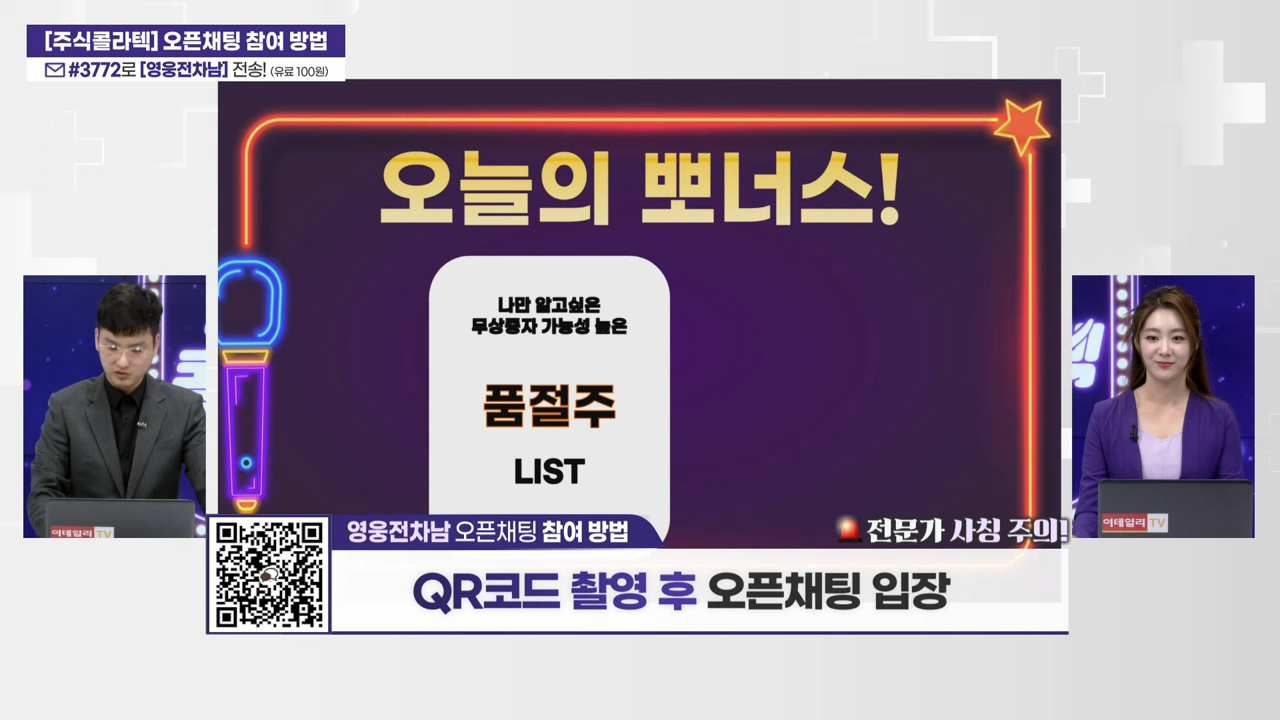 [주식콜라텍] 오픈채팅 참여 방법
#3772로 [영웅전차남] 전송! (유료 100원)
오늘의 뽀너스!
나만 알고싶은
무상증자 가능성 높은
품절주
LIST
이데일리 TV
이데일리 TV
영웅전차남 오픈채팅 참여 방법
전문가 사칭 주의!
QR코드 촬영 후 오픈채팅 입장